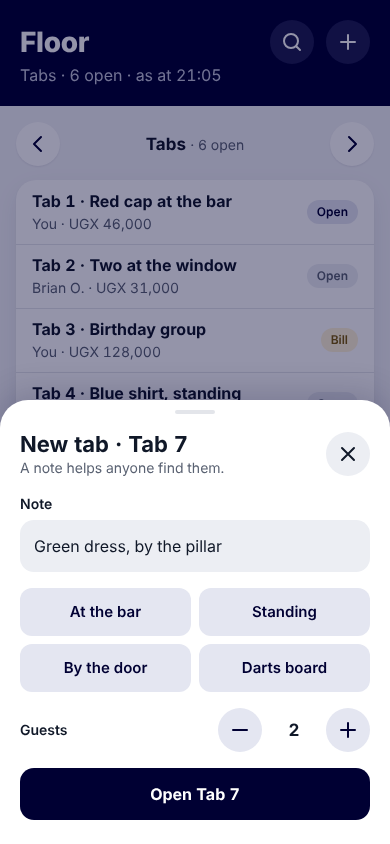 Floor
Tabs · 6 open · as at 21:05
Tabs · 6 open
Tab 1 · Red cap at the bar
You · UGX 46,000
Open
Tab 2 · Two at the window
Brian O. · UGX 31,000
Open
Tab 3 · Birthday group
You · UGX 128,000
Bill
Tab 4 · Blue shirt, standing
New tab · Tab 7
A note helps anyone find them.
Note
Green dress, by the pillar
At the bar
Standing
By the door
Darts board
Guests
2
Open Tab 7